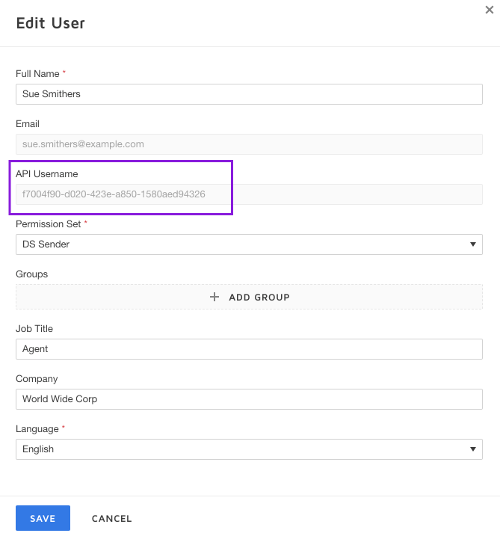 Edit User
Full Name *
Sue Smithers
Email
sue.smithers@example.com
API Username
f7004f90-d020-423e-a850-1580aed94326
Permission Set *
DS Sender
Groups
+ ADD GROUP
Job Title
Agent
Company
World Wide Corp
Language *
English
SAVE CANCEL